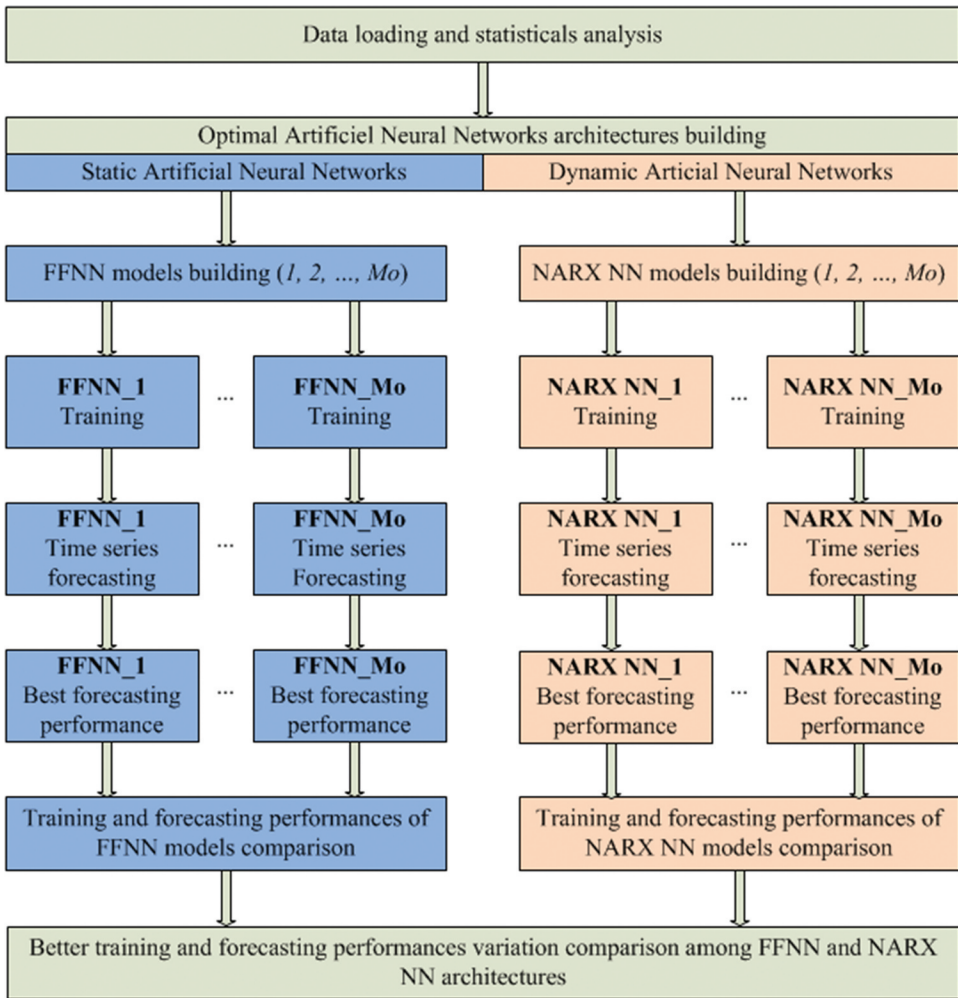 Data loading and statisticals analysis
Optimal Artificiel Neural Networks architectures building
Static Artificial Neural Networks
Dynamic Articial Neural Networks
FFNN models building (1, 2, ..., Mo)
NARX NN models building (1, 2, ..., Mo)
FFNN_1
Training
...
FFNN_Mo
Training
NARX NN_1
Training
...
NARX NN_Mo
Training
FFNN_1
Time series
forecasting
...
FFNN_Mo
Time series
Forecasting
NARX NN_1
Time series
forecasting
...
NARX NN_Mo
Time series
forecasting
FFNN_1
Best forecasting
performance
...
FFNN_Mo
Best forecasting
performance
NARX NN_1
Best forecasting
performance
...
NARX NN_Mo
Best forecasting
performance
Training and forecasting performances of
FFNN models comparison
Training and forecasting performances of
NARX NN models comparison
Better training and forecasting performances variation comparison among FFNN and NARX
NN architectures